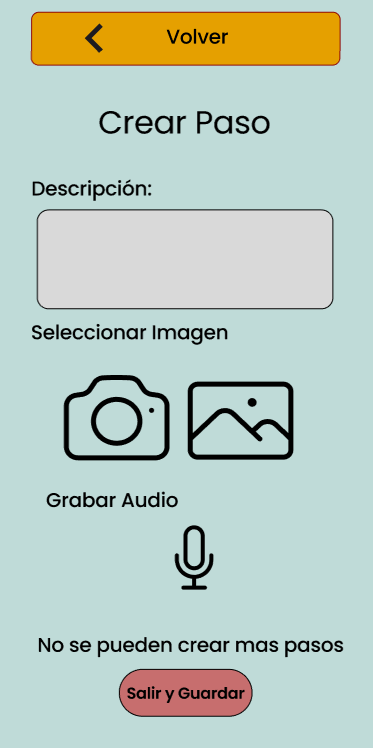 Volver
Crear Paso
Descripción:
Seleccionar Imagen
Grabar Audio
No se pueden crear mas pasos
Salir y Guardar